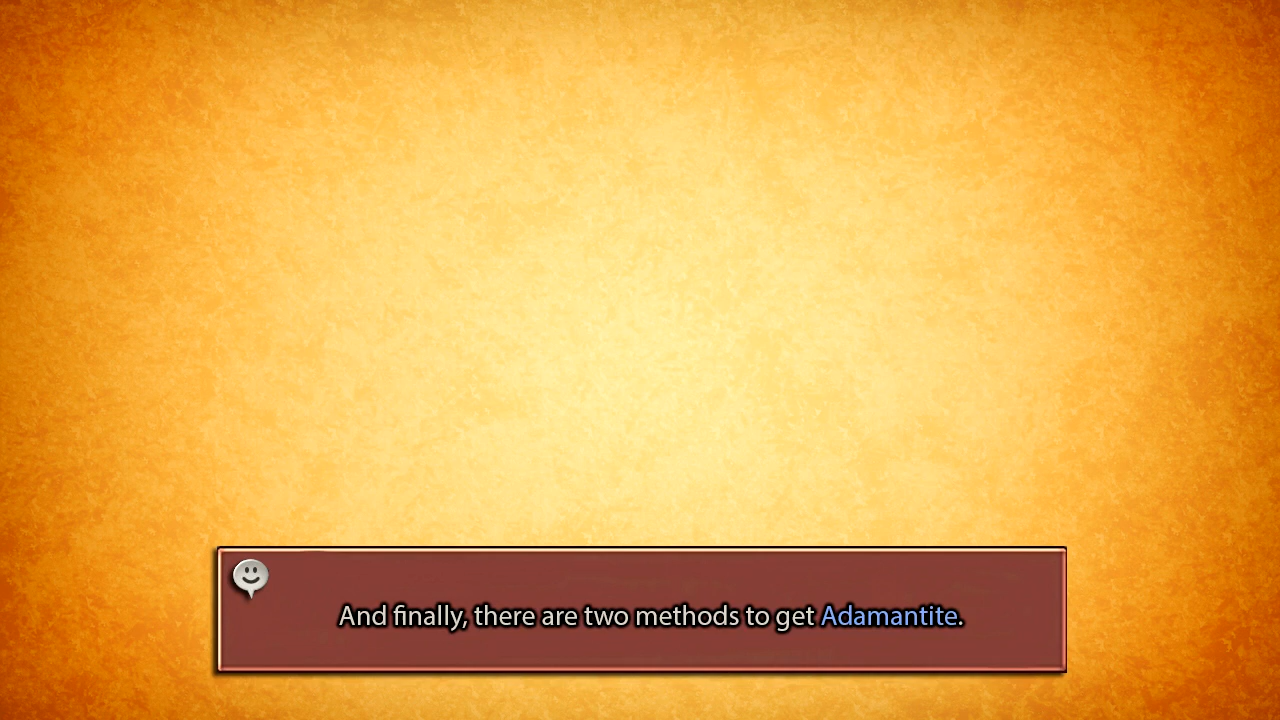 And finally, there are two methods to get Adamantite.